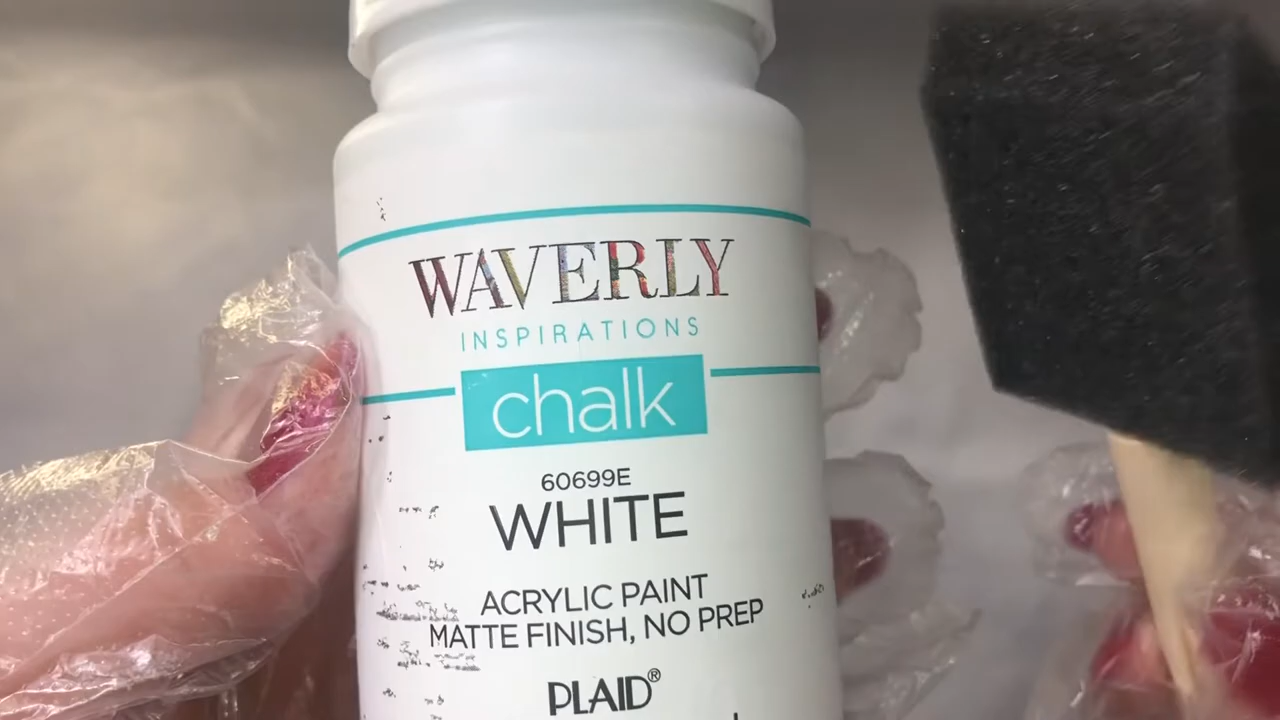 WAVERLY
INSPIRATIONS
chalk
60699E
WHITE
ACRYLIC PAINT
MATTE FINISH, NO PREP
PLAID®